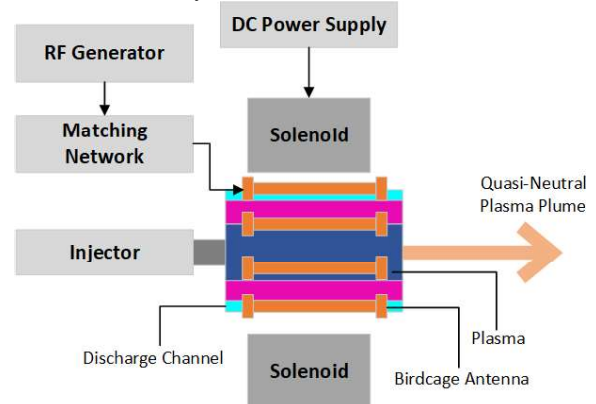 DC Power Supply
RF Generator
Matching
Network
Solenoid
Quasi-Neutral
Plasma Plume
Injector
Plasma
Discharge Channel
Birdcage Antenna
Solenoid